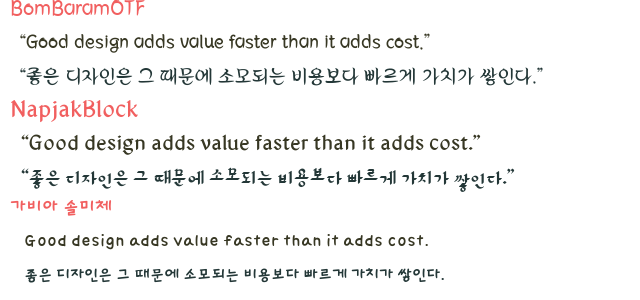 BomBaramOTF
“Good design adds value faster than it adds cost.”
“좋은 디자인은 그 때문에 소모되는 비용보다 빠르게 가치가 쌓인다.”
NapjakBlock
“Good design adds value faster than it adds cost.”
“좋은 디자인은 그 때문에 소모되는 비용보다 빠르게 가치가 쌓인다.”
가비아 솔미체
Good design adds value faster than it adds cost.
좋은 디자인은 그 때문에 소모되는 비용보다 빠르게 가치가 쌓인다.